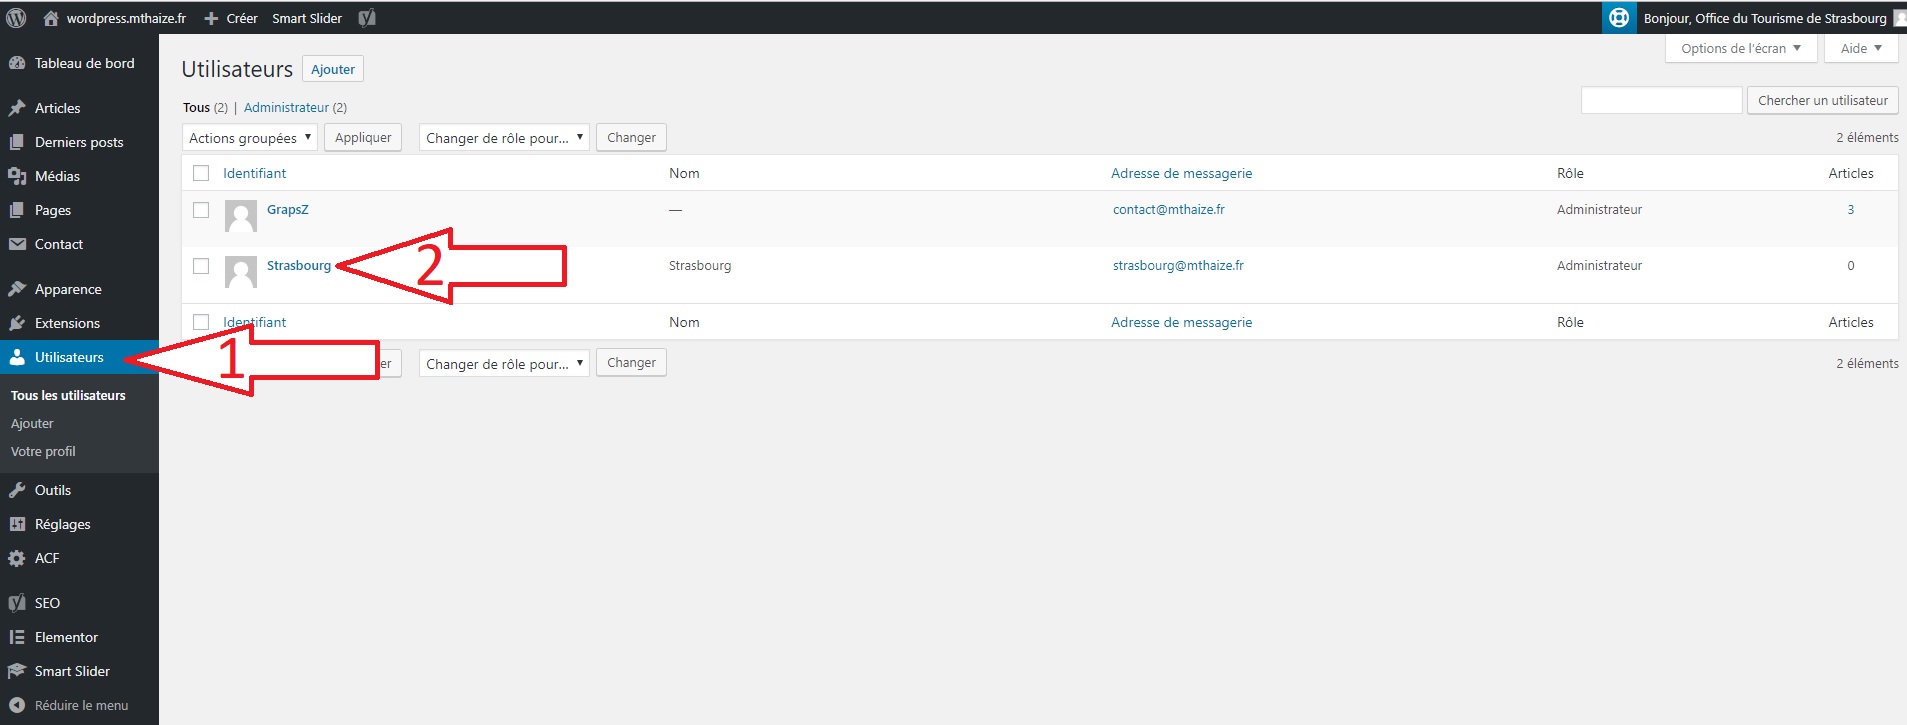 wordpress.mthaize.fr Créer Smart Slider Bonjour, Office du Tourisme de Strasbourg
Tableau de bord
Articles
Derniers posts
Médias
Pages
Contact
Apparence
Extensions
Utilisateurs
Tous les utilisateurs
Ajouter
Votre profil
Outils
Réglages
ACF
SEO
Elementor
Smart Slider
Réduire le menu
Options de l'écran ▼ Aide ▼
Utilisateurs Ajouter
Tous (2) | Administrateur (2)
Chercher un utilisateur
Actions groupées ▼ Appliquer Changer de rôle pour... ▼ Changer 2 éléments
Identifiant Nom Adresse de messagerie Rôle Articles
GrapsZ — contact@mthaize.fr Administrateur 3
Strasbourg 2 Strasbourg strasbourg@mthaize.fr Administrateur 0
Identifiant Nom Adresse de messagerie Rôle Articles
1 er Changer de rôle pour... ▼ Changer 2 éléments